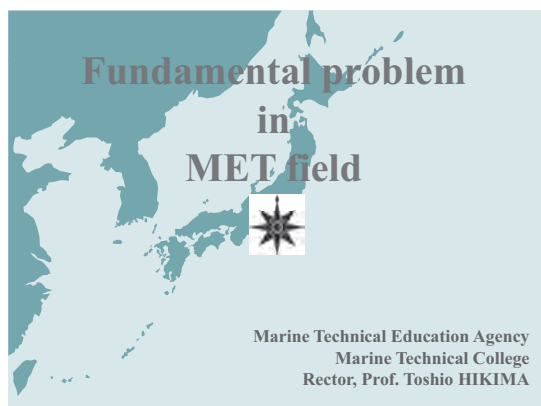 Fundamental problem
in
MET field
Marine Technical Education Agency
Marine Technical College
Rector, Prof. Toshio HIKIMA